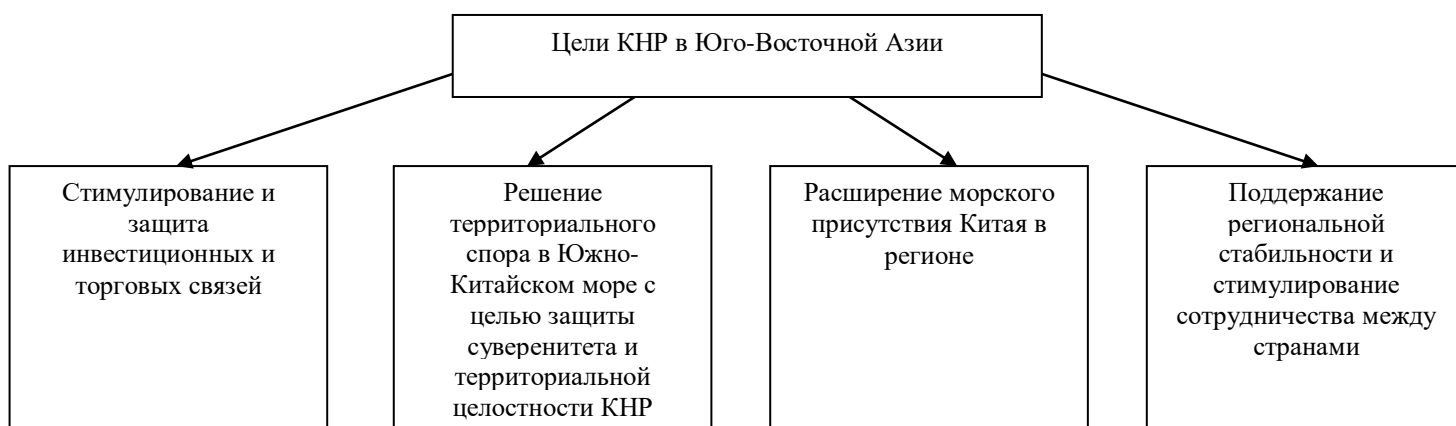 Цели КНР в Юго-Восточной Азии
Стимулирование и
защита
инвестиционных и
торговых связей
Решение
территориального
спора в Южно-
Китайском море с
целью защиты
суверенитета и
территориальной
целостности КНР
Расширение морского
присутствия Китая в
регионе
Поддержание
региональной
стабильности и
стимулирование
сотрудничества между
странами